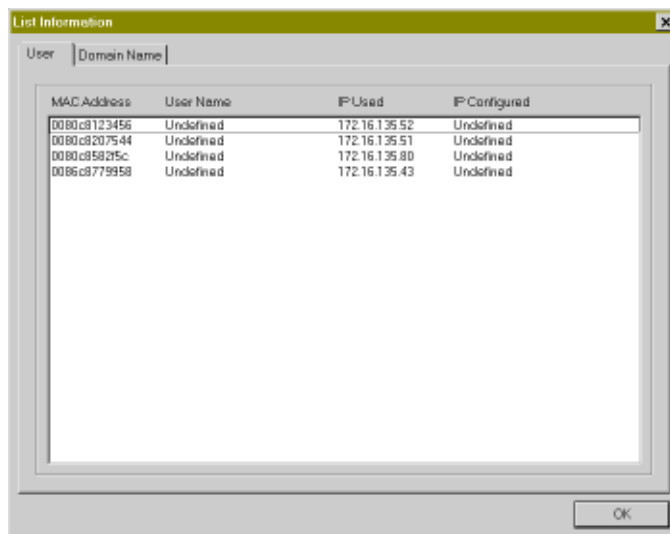 List Information
User Domain Name
MAC Address User Name IP Used IP Configured
0080c8123456 Undefined 172.16.135.52 Undefined
0080c8207544 Undefined 172.16.135.51 Undefined
0080c8582f5c Undefined 172.16.135.80 Undefined
0086c8779958 Undefined 172.16.135.43 Undefined
OK